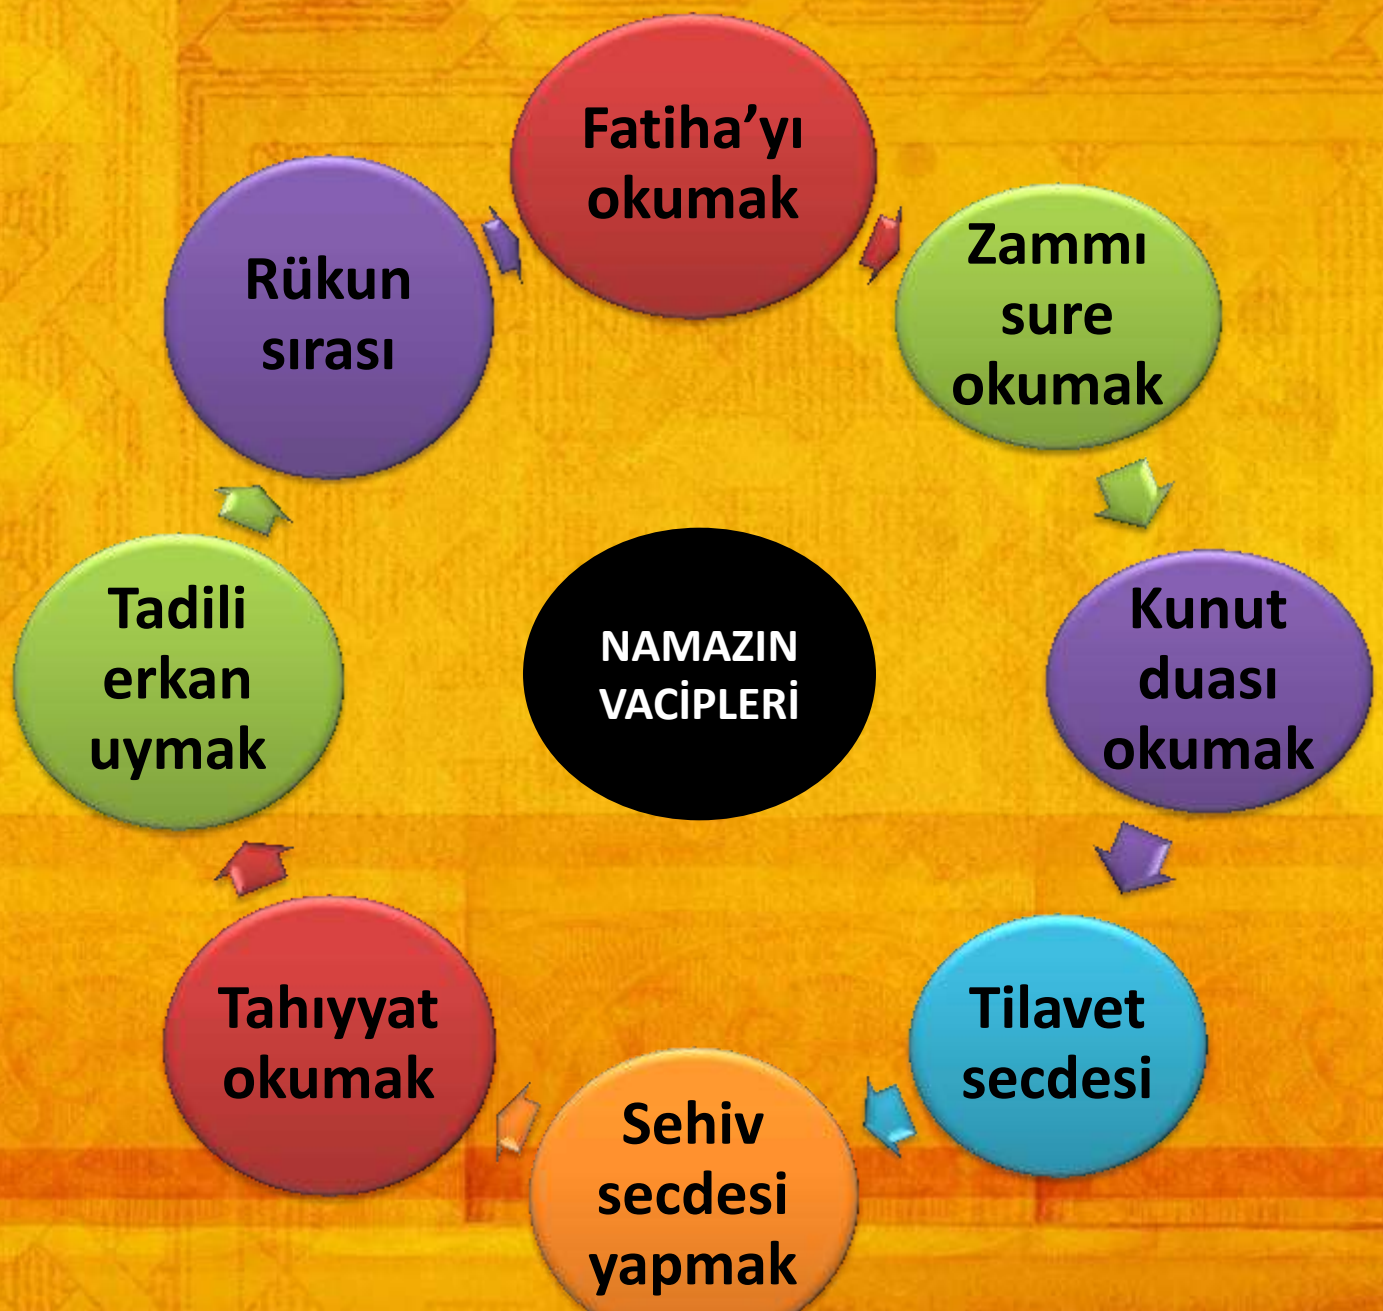 Fatiha’yı
okumak
Zammı
sure
okumak
Kunut
duası
okumak
Tilavet
secdesi
Sehiv
secdesi
yapmak
Tahıyyat
okumak
Tadili
erkan
uymak
Rükun
sırası
NAMAZIN
VACİPLERİ